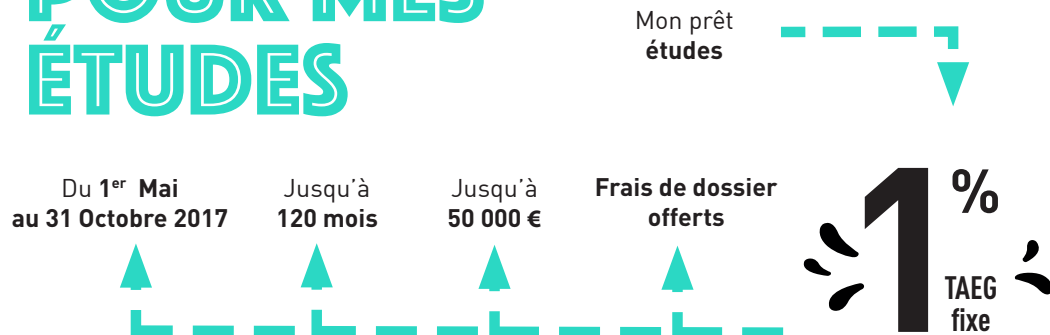 POUR MES
ÉTUDES
Mon prêt
études
Du 1er Mai
au 31 Octobre 2017
Jusqu'à
120 mois
Jusqu'à
50 000 €
Frais de dossier
offerts
1%
TAEG
fixe